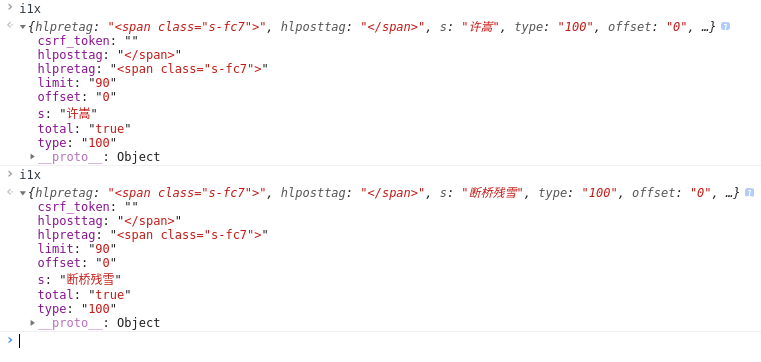 i1x
{hlpretag: "<span class="s-fc7">", hlposttag: "</span>", s: "许嵩", type: "100", offset: "0", …}
csrf_token: ""
hlposttag: "</span>"
hlpretag: "<span class="s-fc7">"
limit: "90"
offset: "0"
s: "许嵩"
total: "true"
type: "100"
__proto__: Object
i1x
{hlpretag: "<span class="s-fc7">", hlposttag: "</span>", s: "断桥残雪", type: "100", offset: "0", …}
csrf_token: ""
hlposttag: "</span>"
hlpretag: "<span class="s-fc7">"
limit: "90"
offset: "0"
s: "断桥残雪"
total: "true"
type: "100"
__proto__: Object